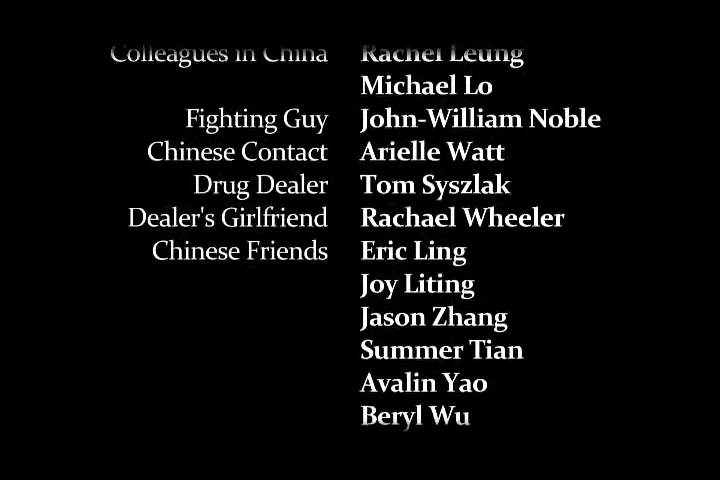 Colleagues in China Rachel Leung
Michael Lo
Fighting Guy John-William Noble
Chinese Contact Arielle Watt
Drug Dealer Tom Syszlak
Dealer's Girlfriend Rachael Wheeler
Chinese Friends Eric Ling
Joy Liting
Jason Zhang
Summer Tian
Avalin Yao
Beryl Wu